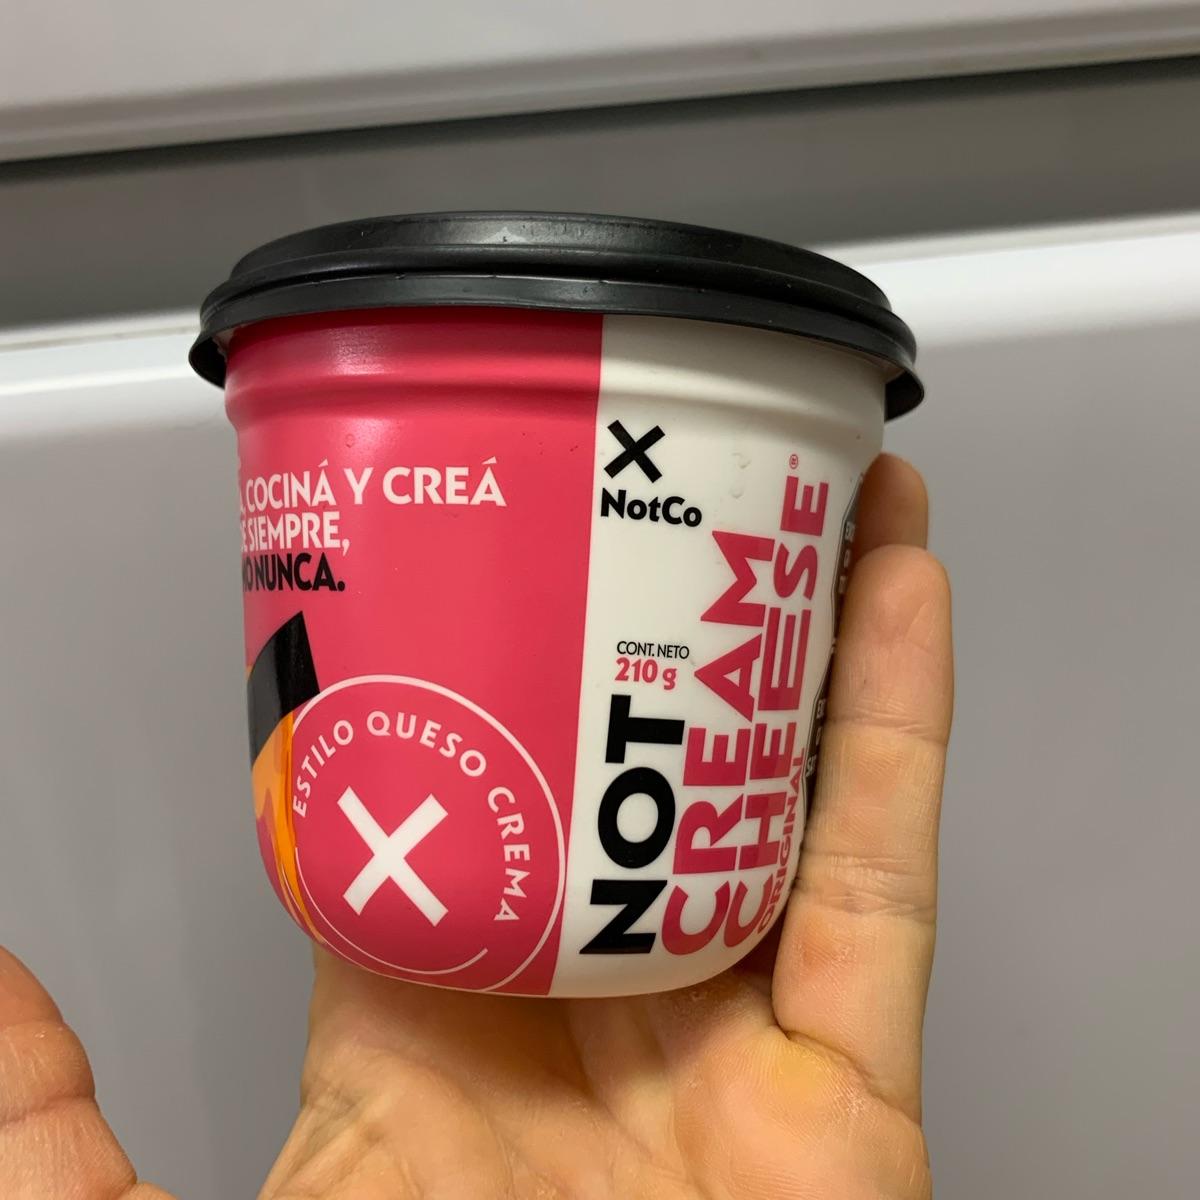 COCINÁ Y CREÁ
SIEMPRE,
NUNCA.
ESTILO QUESO CREMA
NotCo
CONT. NETO
210 g
NOT
CREAM
CHEESE®
ORIGINAL